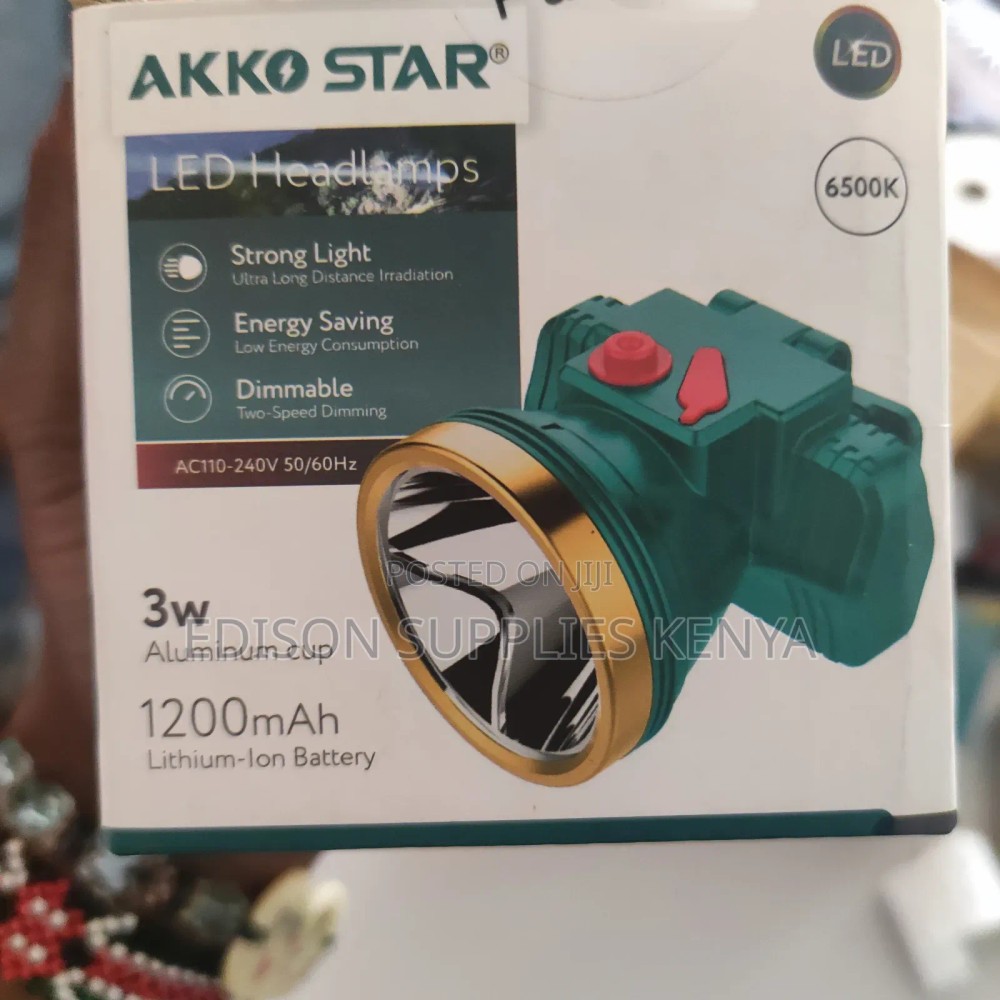 AKKO STAR®
LED
LED Headlamps
6500K
Strong Light
Ultra Long Distance Irradiation
Energy Saving
Low Energy Consumption
Dimmable
Two-Speed Dimming
AC110-240V 50/60Hz
POSTED ON JIJI
3w
EDISON SUPPLIES KENYA
Aluminum cup
1200mAh
Lithium-Ion Battery